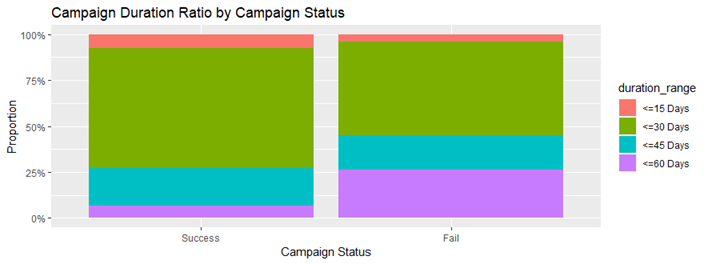 Campaign Duration Ratio by Campaign Status
100%
75%
50%
25%
0%
Proportion
Success
Fail
Campaign Status
duration_range
<=15 Days
<=30 Days
<=45 Days
<=60 Days